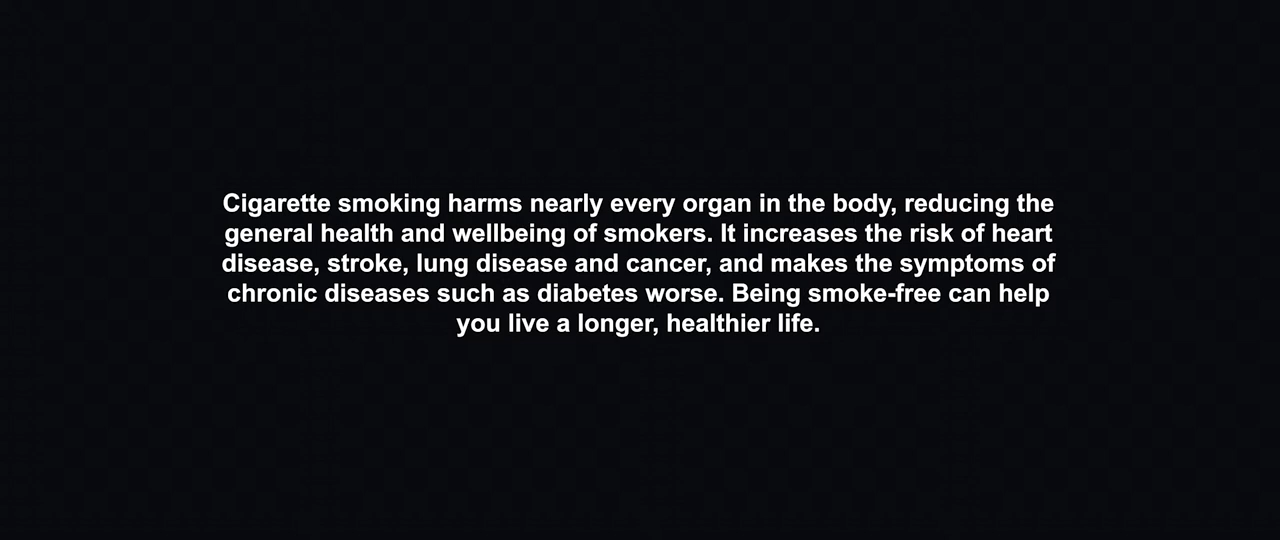 Cigarette smoking harms nearly every organ in the body, reducing the
general health and wellbeing of smokers. It increases the risk of heart
disease, stroke, lung disease and cancer, and makes the symptoms of
chronic diseases such as diabetes worse. Being smoke-free can help
you live a longer, healthier life.